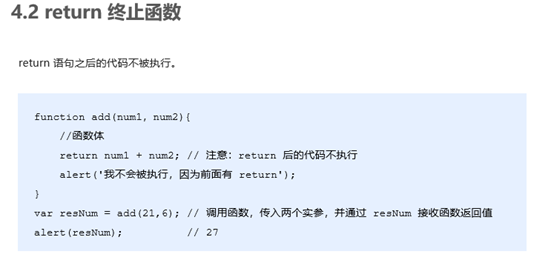 4.2 return 终止函数
return 语句之后的代码不被执行。
function add(num1, num2){
    //函数体
    return num1 + num2; // 注意：return 后的代码不执行
    alert('我不会被执行，因为前面有 return');
}
var resNum = add(21,6); // 调用函数，传入两个实参，并通过 resNum 接收函数返回值
alert(resNum);          // 27